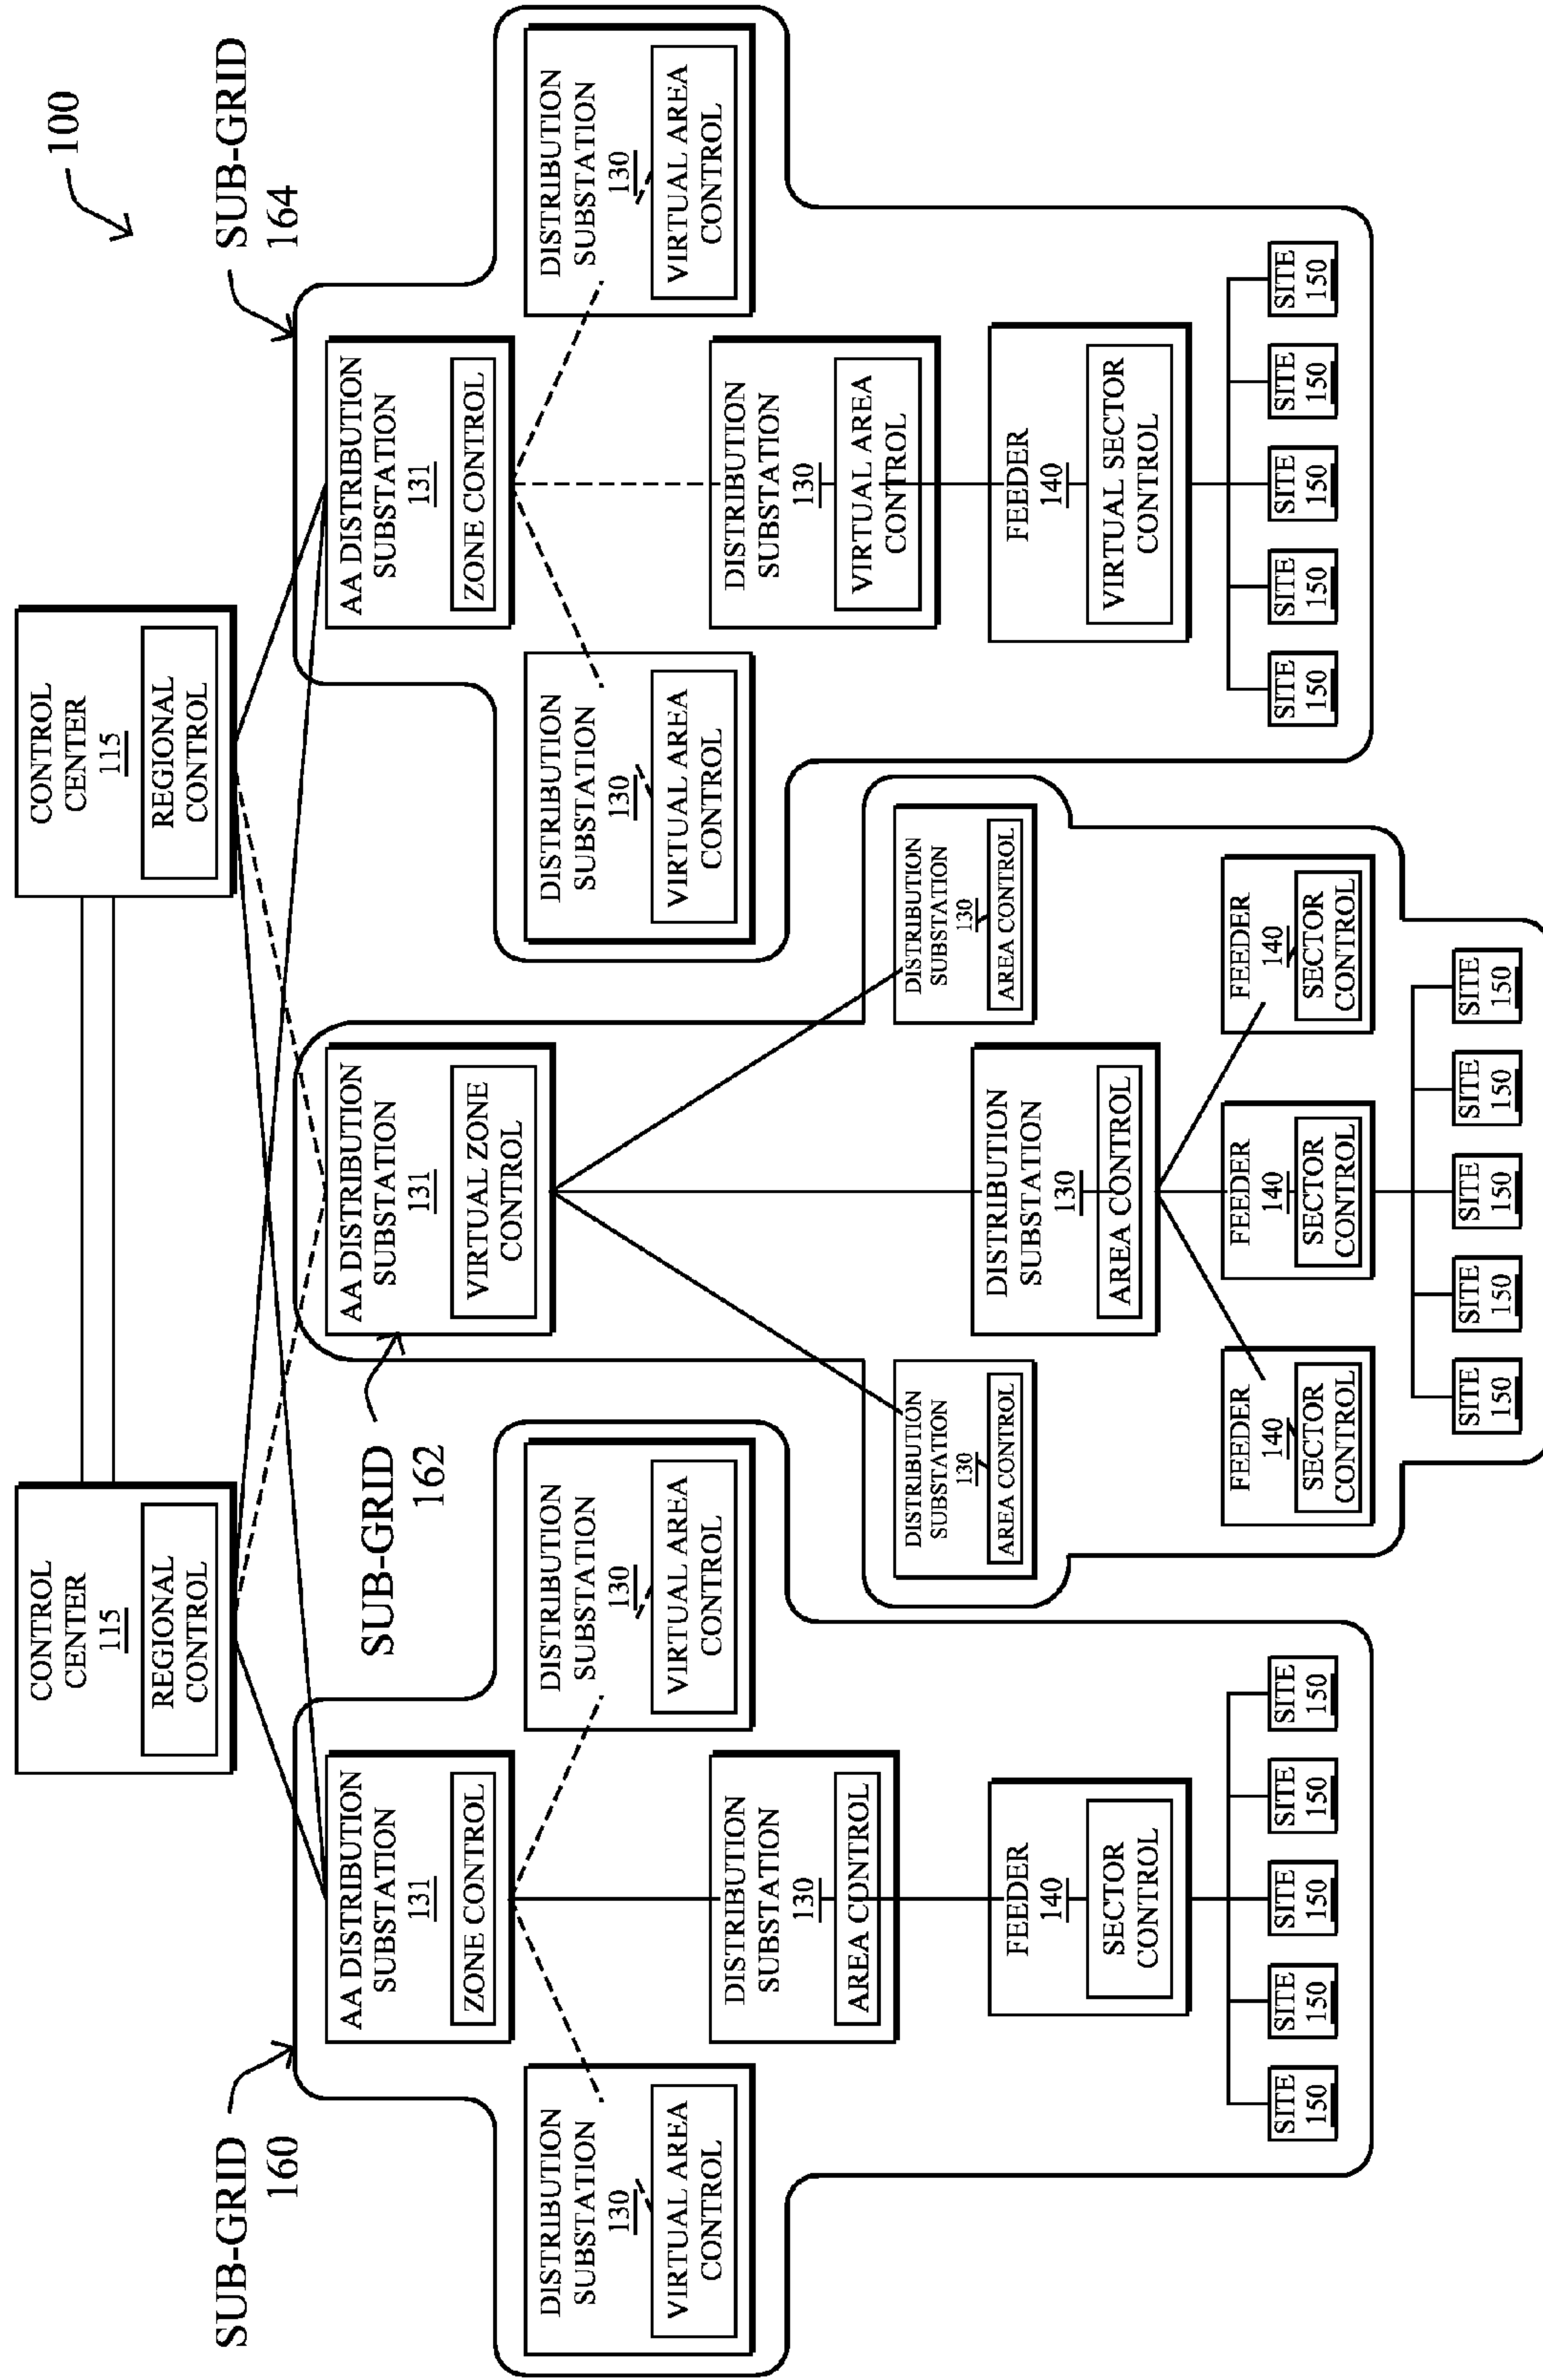 100
CONTROL
CENTER
115
REGIONAL
CONTROL
CONTROL
CENTER
115
REGIONAL
CONTROL
SUB-GRID
160
AA DISTRIBUTION
SUBSTATION
131
ZONE CONTROL
DISTRIBUTION
SUBSTATION
130
VIRTUAL AREA
CONTROL
DISTRIBUTION
SUBSTATION
130
VIRTUAL AREA
CONTROL
DISTRIBUTION
SUBSTATION
130
AREA CONTROL
FEEDER
140
SECTOR
CONTROL
SITE
150
SITE
150
SITE
150
SITE
150
SITE
150
SUB-GRID
162
AA DISTRIBUTION
SUBSTATION
131
VIRTUAL ZONE
CONTROL
DISTRIBUTION
SUBSTATION
130
AREA CONTROL
DISTRIBUTION
SUBSTATION
130
AREA CONTROL
DISTRIBUTION
SUBSTATION
130
AREA CONTROL
FEEDER
140
SECTOR
CONTROL
FEEDER
140
SECTOR
CONTROL
FEEDER
140
SECTOR
CONTROL
SITE
150
SITE
150
SITE
150
SITE
150
SITE
150
SUB-GRID
164
AA DISTRIBUTION
SUBSTATION
131
ZONE CONTROL
DISTRIBUTION
SUBSTATION
130
VIRTUAL AREA
CONTROL
DISTRIBUTION
SUBSTATION
130
VIRTUAL AREA
CONTROL
DISTRIBUTION
SUBSTATION
130
VIRTUAL AREA
CONTROL
FEEDER
140
VIRTUAL SECTOR
CONTROL
SITE
150
SITE
150
SITE
150
SITE
150
SITE
150